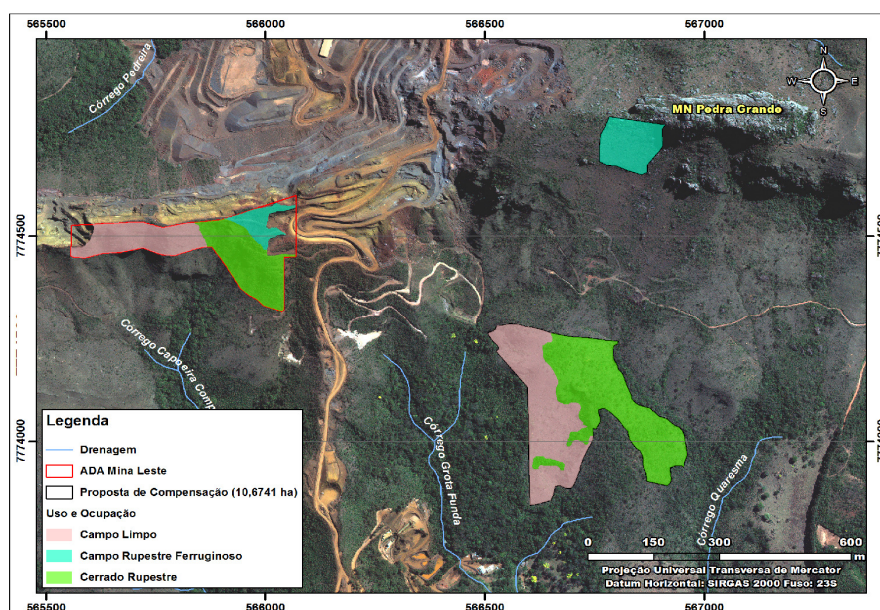 565500
566000
566500
567000
Córrego Pedreira
N
W
E
S
MN Pedra Grande
7774500
7774500
Córrego Capoeira Comp
Córrego Grota Funda
Córrego Quaresma
7774000
Legenda
Drenagem
ADA Mina Leste
Proposta de Compensação (10,6741 ha)
Uso e Ocupação
Campo Limpo
Campo Rupestre Ferruginoso
Cerrado Rupestre
0 150 300 600
m
Projeção Universal Transversa de Mercator
Datum Horizontal: SIRGAS 2000 Fuso: 23S
565500
566000
566500
567000